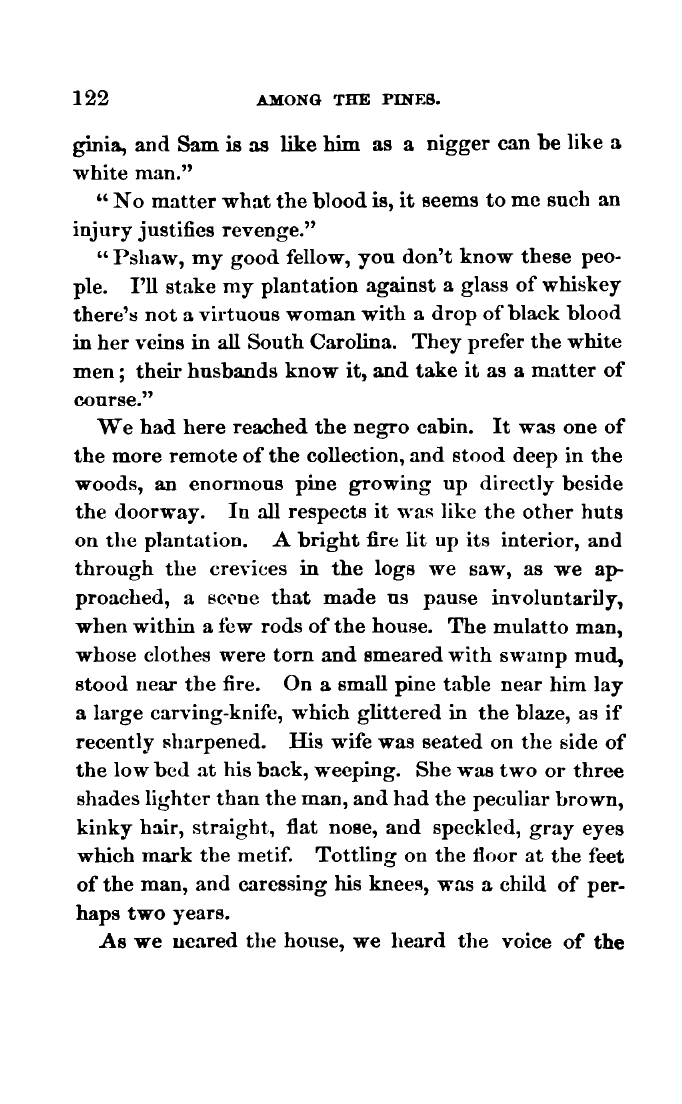 122 AMONG THE PINES.
ginia, and Sam is as like him as a nigger can be like a
white man.”
“ No matter what the blood is, it seems to me such an
injury justifies revenge.”
“ Pshaw, my good fellow, you don’t know these peo-
ple. I’ll stake my plantation against a glass of whiskey
there’s not a virtuous woman with a drop of black blood
in her veins in all South Carolina. They prefer the white
men ; their husbands know it, and take it as a matter of
course.”
We had here reached the negro cabin. It was one of
the more remote of the collection, and stood deep in the
woods, an enormous pine growing up directly beside
the doorway. In all respects it was like the other huts
on the plantation. A bright fire lit up its interior, and
through the crevices in the logs we saw, as we ap-
proached, a scene that made us pause involuntarily,
when within a few rods of the house. The mulatto man,
whose clothes were torn and smeared with swamp mud,
stood near the fire. On a small pine table near him lay
a large carving-knife, which glittered in the blaze, as if
recently sharpened. His wife was seated on the side of
the low bed at his back, weeping. She was two or three
shades lighter than the man, and had the peculiar brown,
kinky hair, straight, flat nose, and speckled, gray eyes
which mark the metif. Tottling on the floor at the feet
of the man, and caressing his knees, was a child of per-
haps two years.
As we neared the house, we heard the voice of the